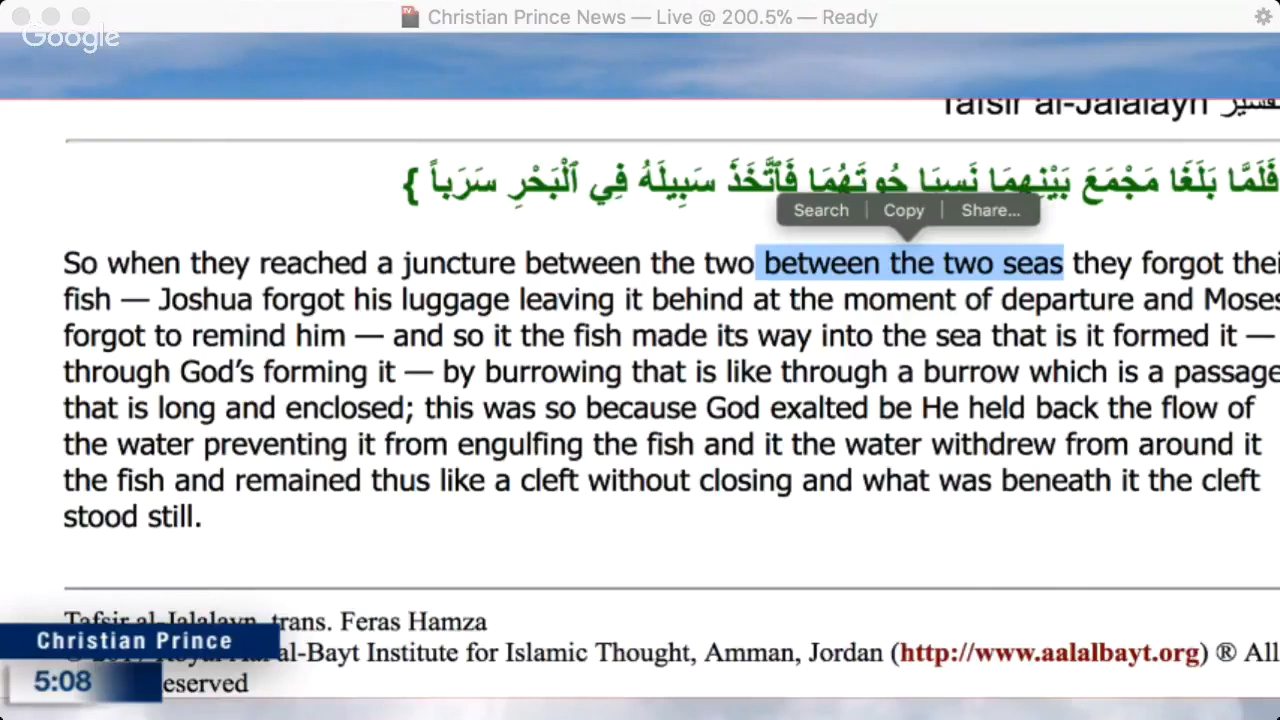 Christian Prince News — Live @ 200.5% — Ready
Google
Tafsir al-Jalalayn تفسير
فَلَمَّا بَلَغَا مَجْمَعَ بَيْنِهِمَا نَسِيَا حُوتَهُمَا فَٱتَّخَذَ سَبِيلَهُ فِي ٱلْبَحْرِ سَرَباً }
Search Copy Share...
So when they reached a juncture between the two between the two seas they forgot thei
fish — Joshua forgot his luggage leaving it behind at the moment of departure and Moses
forgot to remind him — and so it the fish made its way into the sea that is it formed it —
through God’s forming it — by burrowing that is like through a burrow which is a passage
that is long and enclosed; this was so because God exalted be He held back the flow of
the water preventing it from engulfing the fish and it the water withdrew from around it
the fish and remained thus like a cleft without closing and what was beneath it the cleft
stood still.
Tafsir al-Jalalayn, trans. Feras Hamza
al-Bayt Institute for Islamic Thought, Amman, Jordan (http://www.aalalbayt.org) ® All
eserved
Christian Prince
5:08